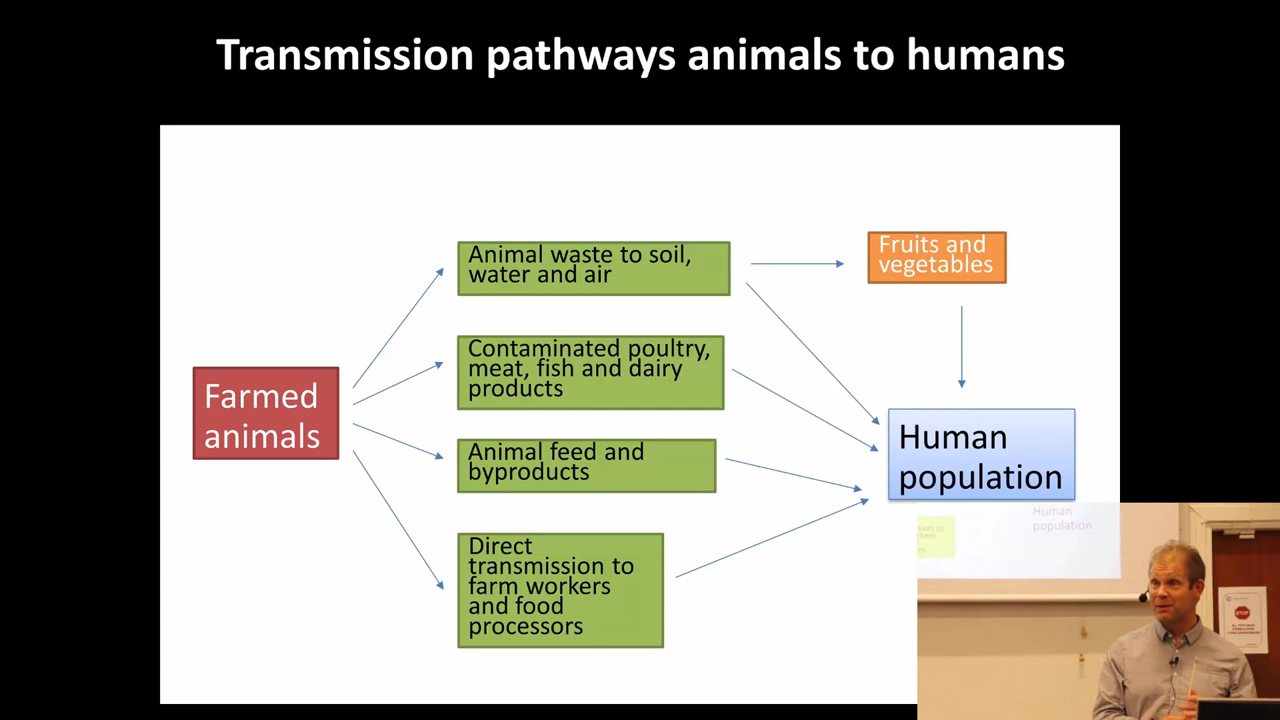 Transmission pathways animals to humans
Animal waste to soil,
water and air
Fruits and
vegetables
Contaminated poultry,
meat, fish and dairy
products
Farmed
animals
Animal feed and
byproducts
Human
population
Direct
transmission to
farm workers
and food
processors
Human
population
STOP